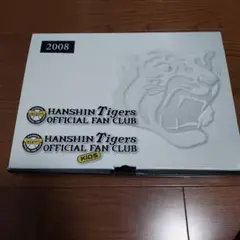 2008
HANSHIN Tigers
OFFICIAL FAN CLUB
HANSHIN Tigers
OFFICIAL FAN CLUB
KIDS